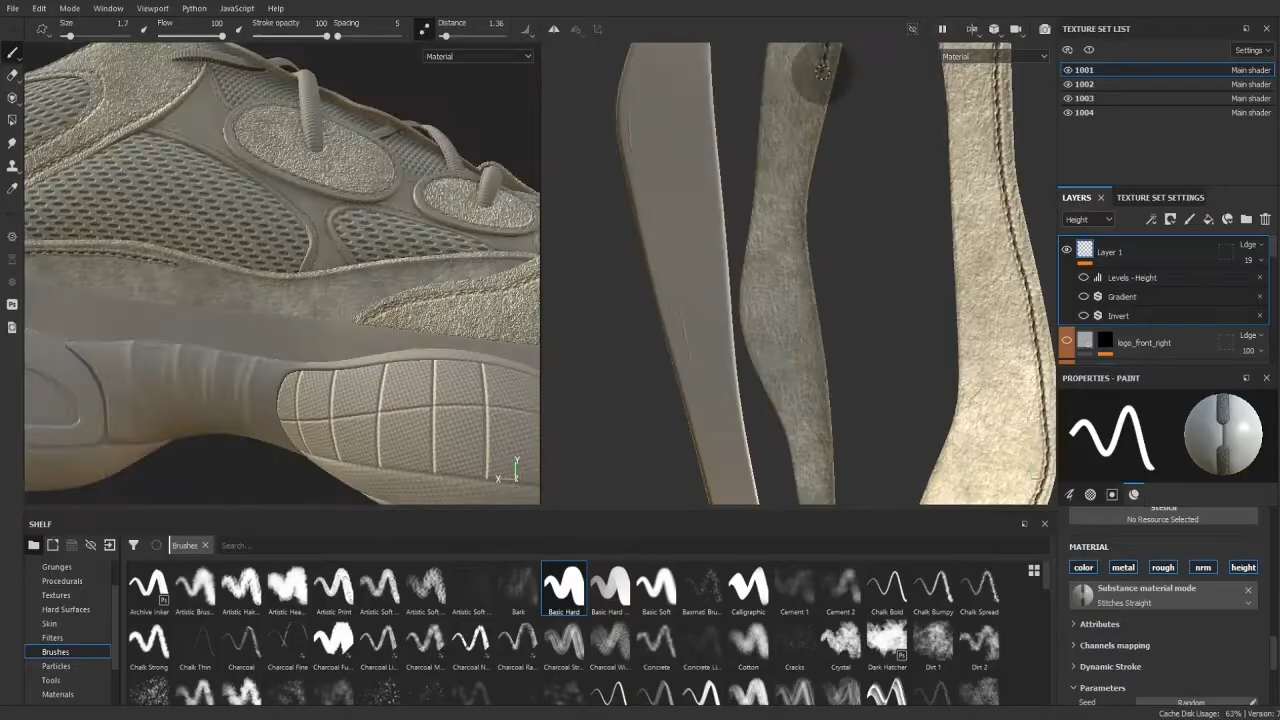 File Edit Mode Window Viewport Python JavaScript Help
Size 1.7 Flow 100 Stroke opacity 100 Spacing 5 Distance 1.36
Material
Material
X Y
TEXTURE SET LIST
Settings
1001 Main shader
1002 Main shader
1003 Main shader
1004 Main shader
LAYERS TEXTURE SET SETTINGS
Height
Layer 1 Ldge 19
Levels - Height
Gradient
Invert
logo_front_right Ldge 100
PROPERTIES - PAINT
Stencil
No Resource Selected
MATERIAL
color metal rough nrm height
Substance material mode
Stitches Straight
Attributes
Channels mapping
Dynamic Stroke
Parameters
Seed Random
SHELF
Brushes Search...
Grunges
Procedurals
Textures
Hard Surfaces
Skin
Filters
Brushes
Particles
Tools
Materials
Archive Inker Artistic Brus... Artistic Hair... Artistic Hea... Artistic Print Artistic Soft ... Artistic Soft ... Artistic Soft ... Bark Basic Hard Basic Hard ... Basic Soft Basmati Bru... Calligraphic Cement 1 Cement 2 Chalk Bold Chalk Bumpy Chalk Spread
Chalk Strong Chalk Thin Charcoal Charcoal Fine Charcoal Fu... Charcoal Li... Charcoal M... Charcoal N... Charcoal Ra... Charcoal Str... Charcoal Wi... Concrete Concrete Li... Cotton Cracks Crystal Dark Hatcher Dirt 1 Dirt 2
Cache Disk Usage: 63% | Version: 7